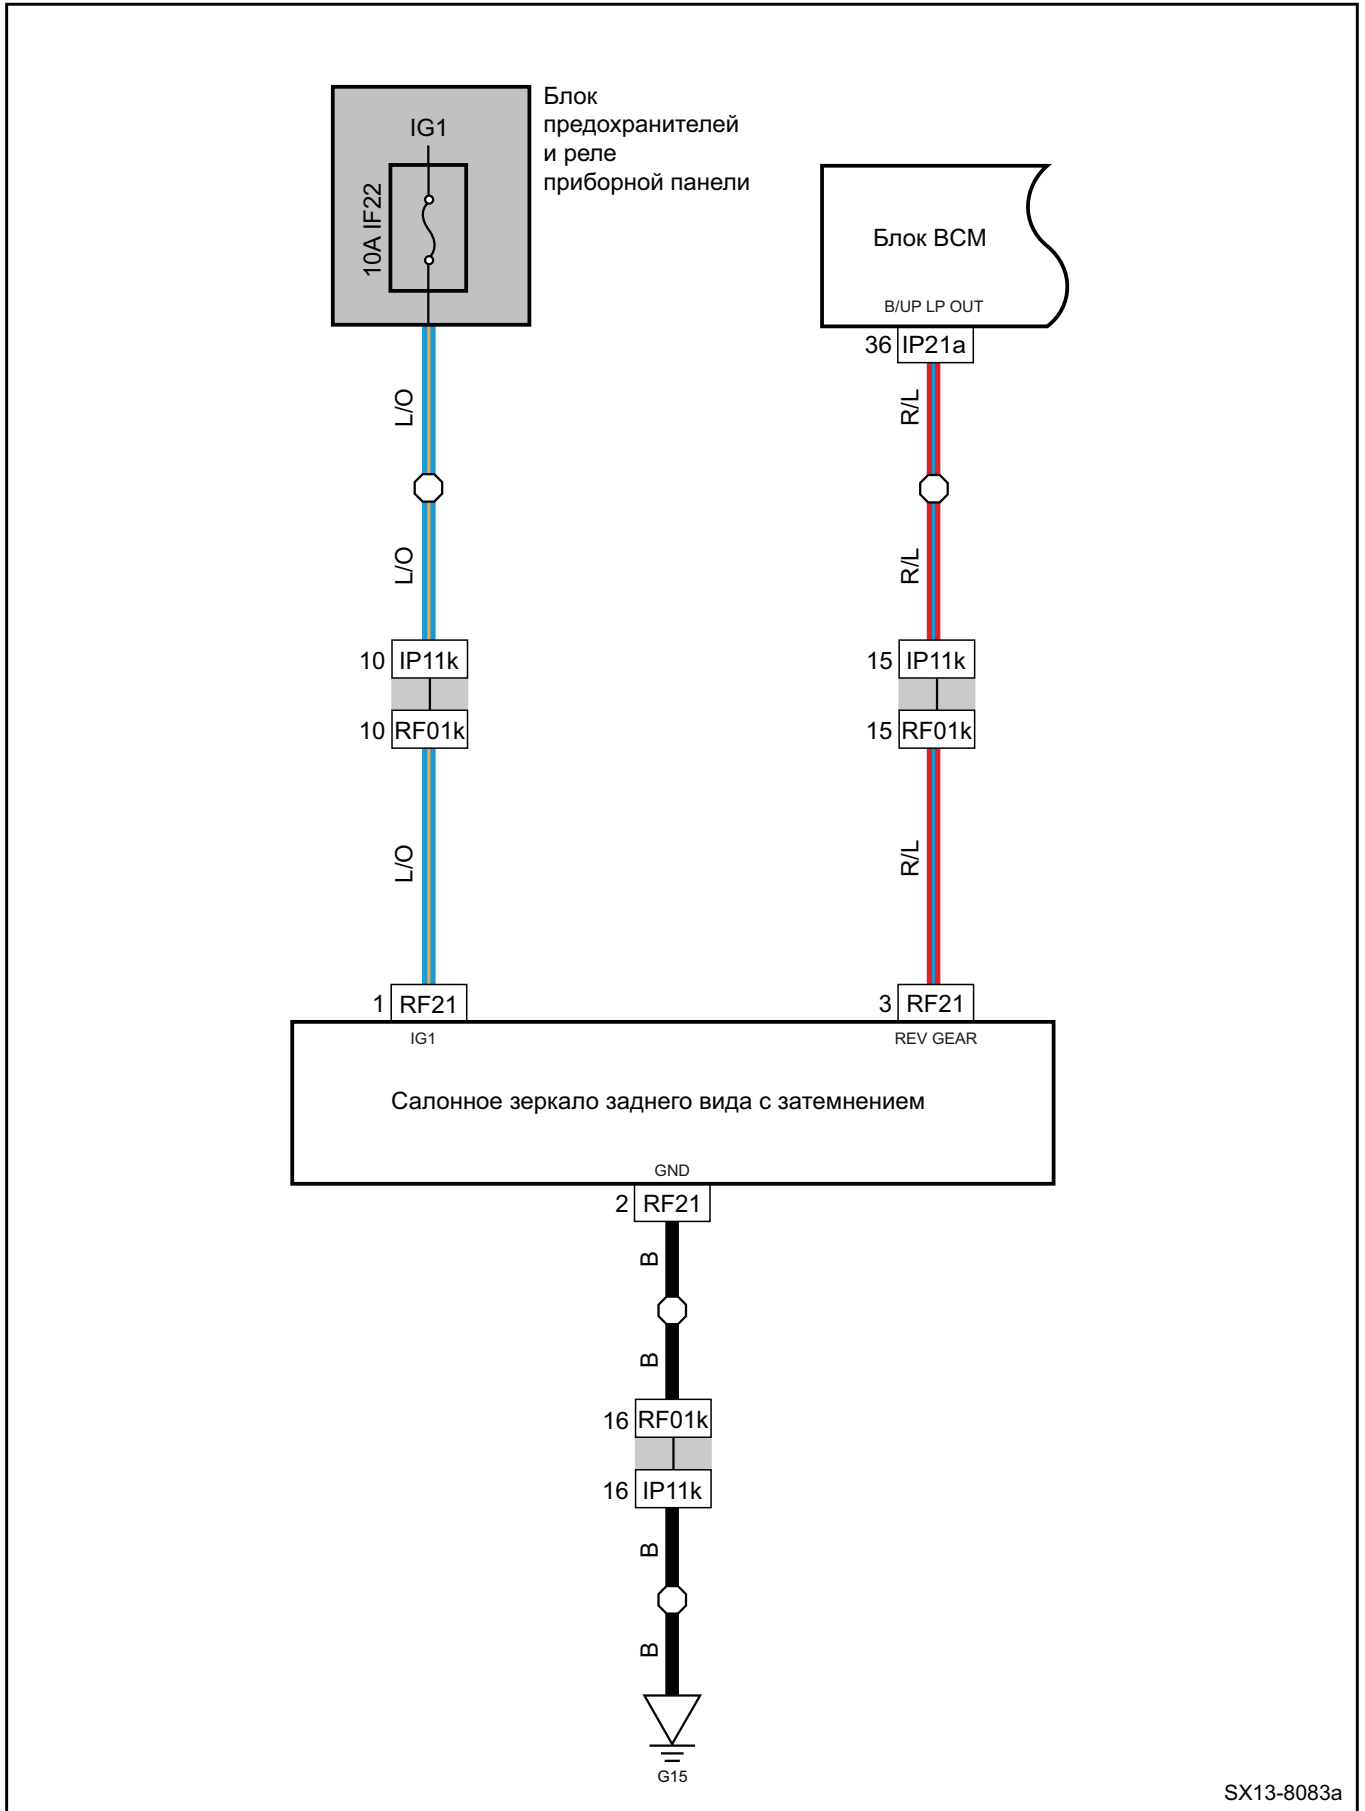 Блок
предохранителей
и реле
приборной панели
IG1
10A IF22
Блок BCM
B/UP LP OUT
36 IP21a
L/O
R/L
L/O
R/L
10 IP11k
15 IP11k
10 RF01k
15 RF01k
L/O
R/L
1 RF21
3 RF21
IG1
REV GEAR
Салонное зеркало заднего вида с затемнением
GND
2 RF21
B
B
16 RF01k
16 IP11k
B
B
G15
SX13-8083a